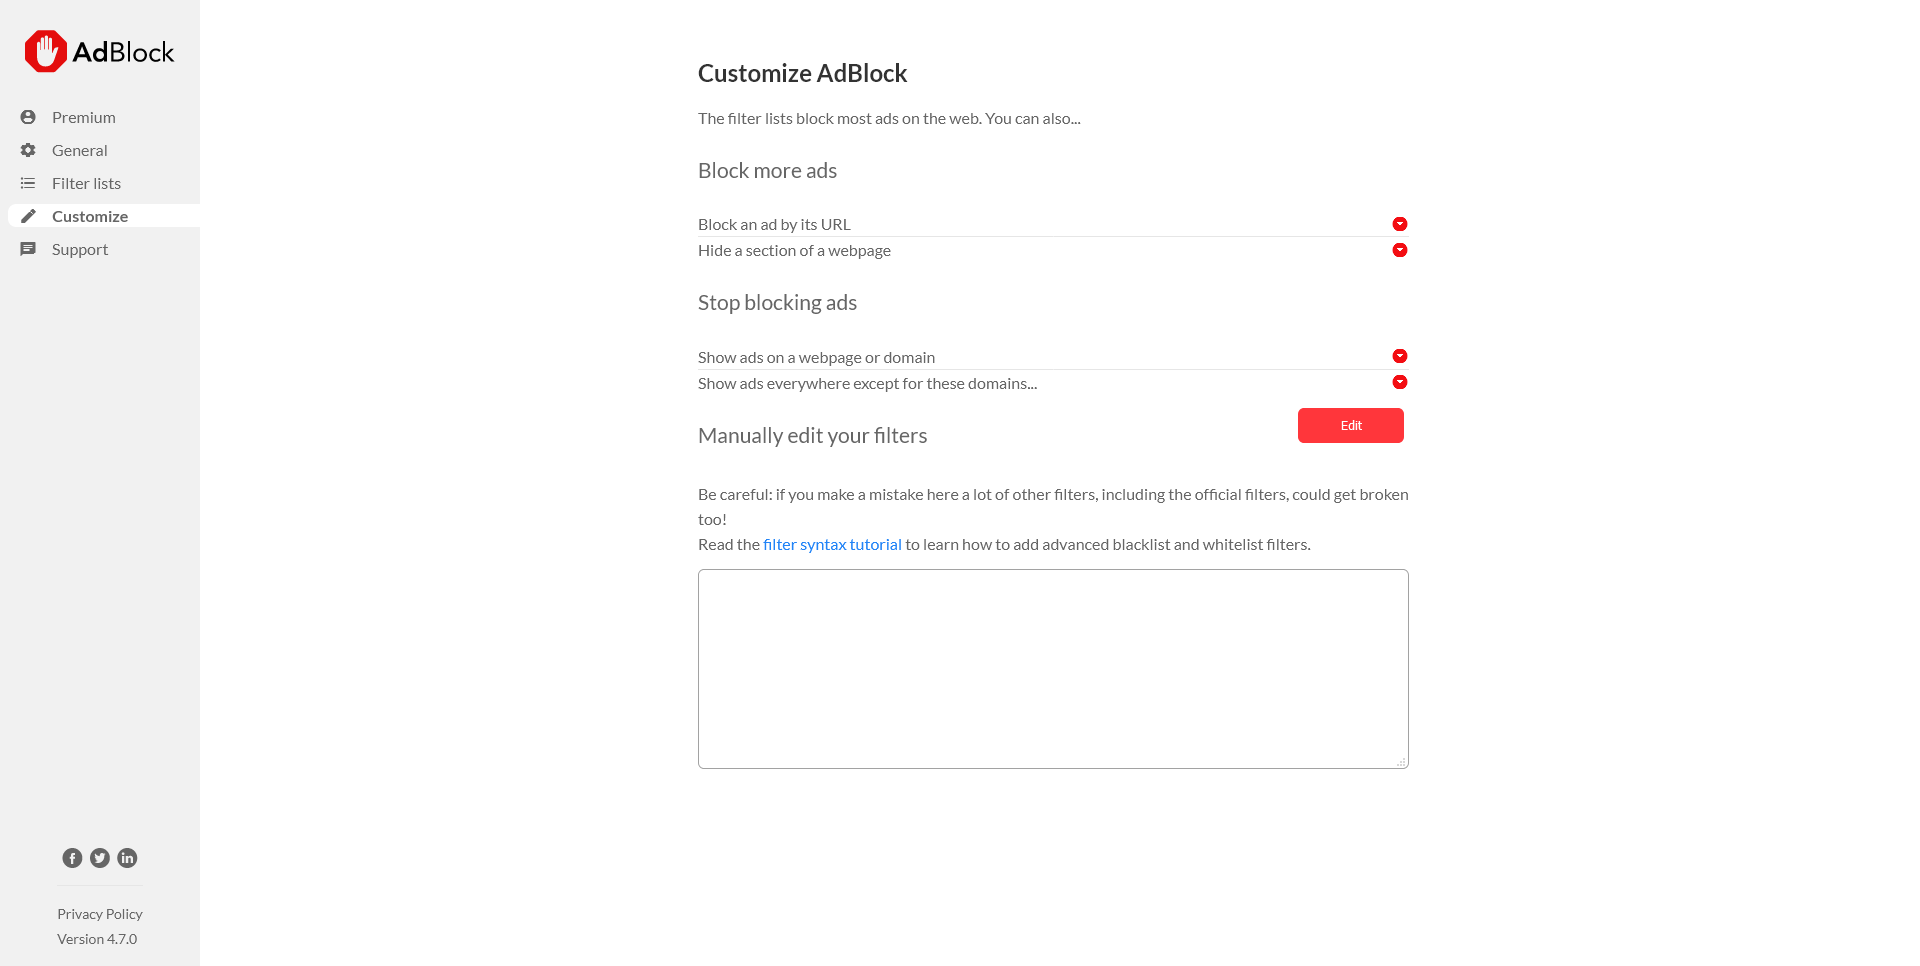 AdBlock
Premium
General
Filter lists
Customize
Support
Customize AdBlock
The filter lists block most ads on the web. You can also...
Block more ads
Block an ad by its URL
Hide a section of a webpage
Stop blocking ads
Show ads on a webpage or domain
Show ads everywhere except for these domains...
Manually edit your filters
Edit
Be careful: if you make a mistake here a lot of other filters, including the official filters, could get broken
too!
Read the filter syntax tutorial to learn how to add advanced blacklist and whitelist filters.
Privacy Policy
Version 4.7.0